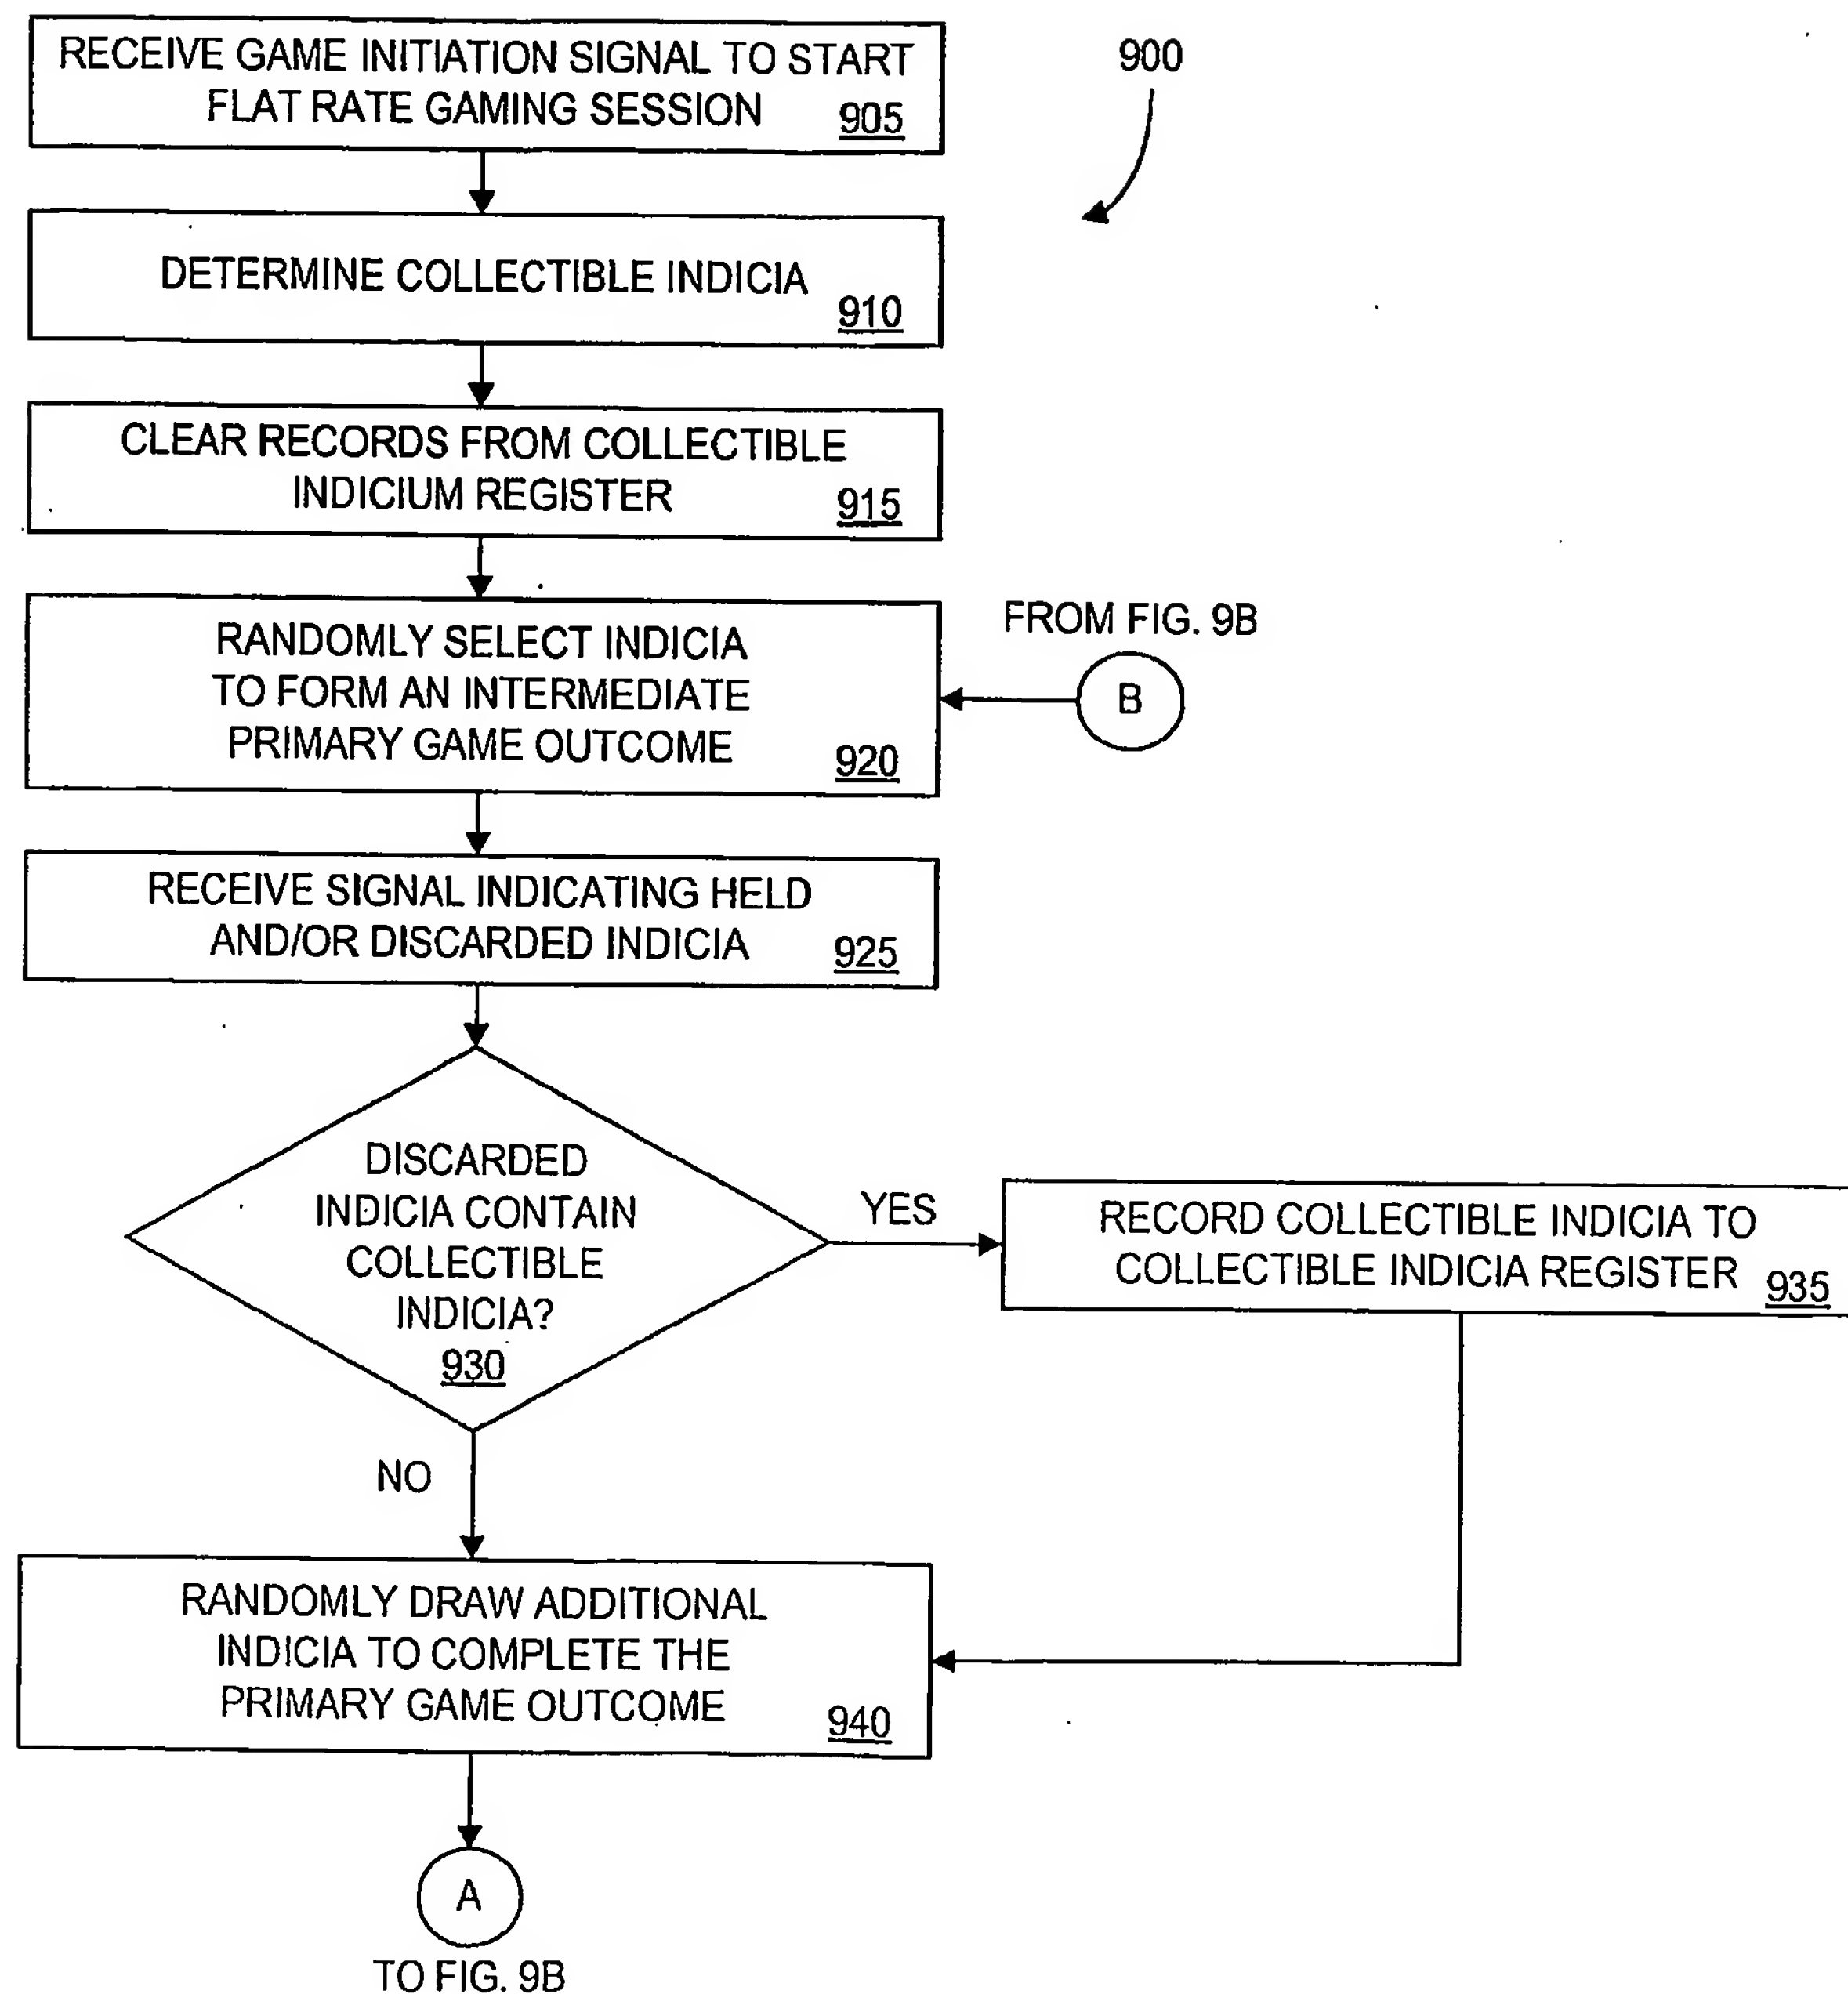 RECEIVE GAME INITIATION SIGNAL TO START
FLAT RATE GAMING SESSION 905
900
DETERMINE COLLECTIBLE INDICIA
910
CLEAR RECORDS FROM COLLECTIBLE
INDICIUM REGISTER 915
RANDOMLY SELECT INDICIA
TO FORM AN INTERMEDIATE
PRIMARY GAME OUTCOME 920
FROM FIG. 9B
B
RECEIVE SIGNAL INDICATING HELD
AND/OR DISCARDED INDICIA 925
DISCARDED
INDICIA CONTAIN
COLLECTIBLE
INDICIA?
930
YES
RECORD COLLECTIBLE INDICIA TO
COLLECTIBLE INDICIA REGISTER 935
NO
RANDOMLY DRAW ADDITIONAL
INDICIA TO COMPLETE THE
PRIMARY GAME OUTCOME 940
A
TO FIG. 9B